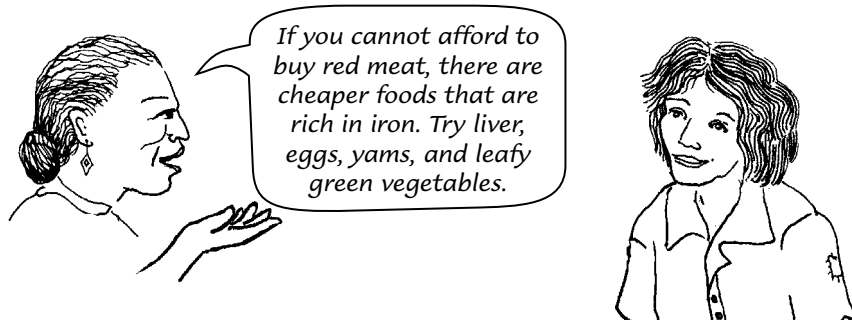 If you cannot afford to
buy red meat, there are
cheaper foods that are
rich in iron. Try liver,
eggs, yams, and leafy
green vegetables.